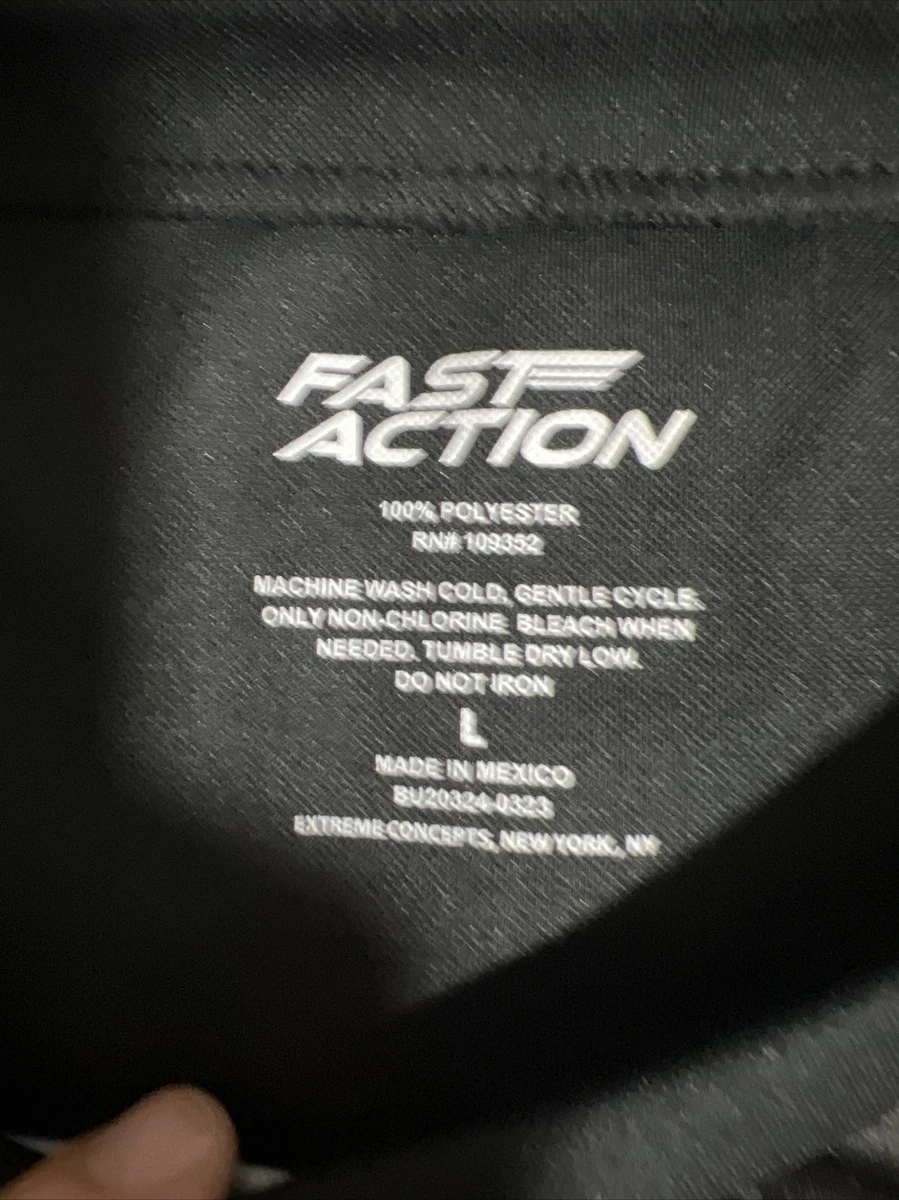 FAST
ACTION
100% POLYESTER
RN# 109352
MACHINE WASH COLD. GENTLE CYCLE.
ONLY NON-CHLORINE BLEACH WHEN
NEEDED. TUMBLE DRY LOW.
DO NOT IRON
L
MADE IN MEXICO
BU20324-0323
EXTREME CONCEPTS, NEW YORK, NY